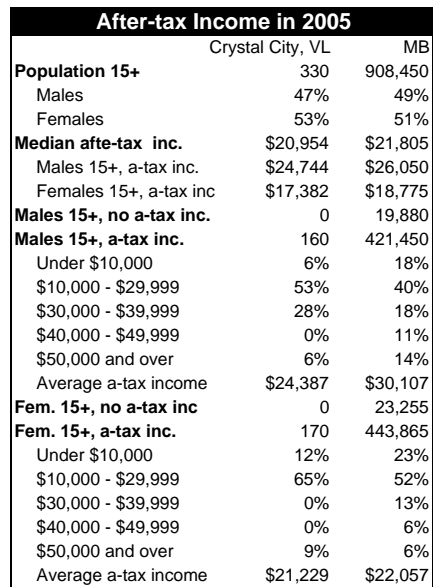 After-tax Income in 2005
Crystal City, VL MB
Population 15+ 330 908,450
Males 47% 49%
Females 53% 51%
Median afte-tax inc. $20,954 $21,805
Males 15+, a-tax inc. $24,744 $26,050
Females 15+, a-tax inc $17,382 $18,775
Males 15+, no a-tax inc. 0 19,880
Males 15+, a-tax inc. 160 421,450
Under $10,000 6% 18%
$10,000 - $29,999 53% 40%
$30,000 - $39,999 28% 18%
$40,000 - $49,999 0% 11%
$50,000 and over 6% 14%
Average a-tax income $24,387 $30,107
Fem. 15+, no a-tax inc 0 23,255
Fem. 15+, a-tax inc. 170 443,865
Under $10,000 12% 23%
$10,000 - $29,999 65% 52%
$30,000 - $39,999 0% 13%
$40,000 - $49,999 0% 6%
$50,000 and over 9% 6%
Average a-tax income $21,229 $22,057